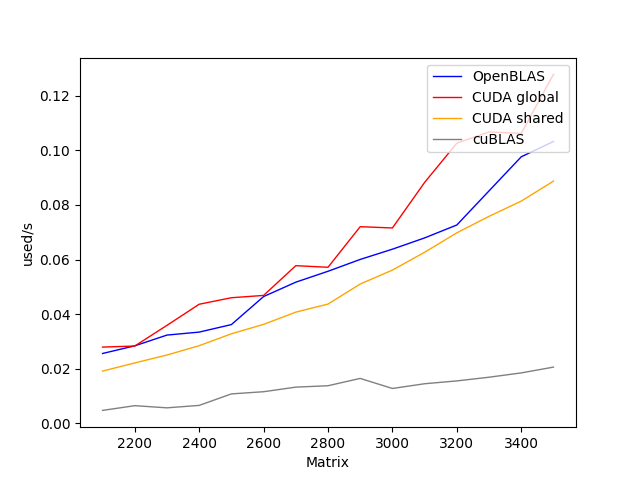 OpenBLAS
CUDA global
CUDA shared
cuBLAS
0.12
0.10
0.08
0.06
0.04
0.02
0.00
used/s
2200 2400 2600 2800 3000 3200 3400
Matrix